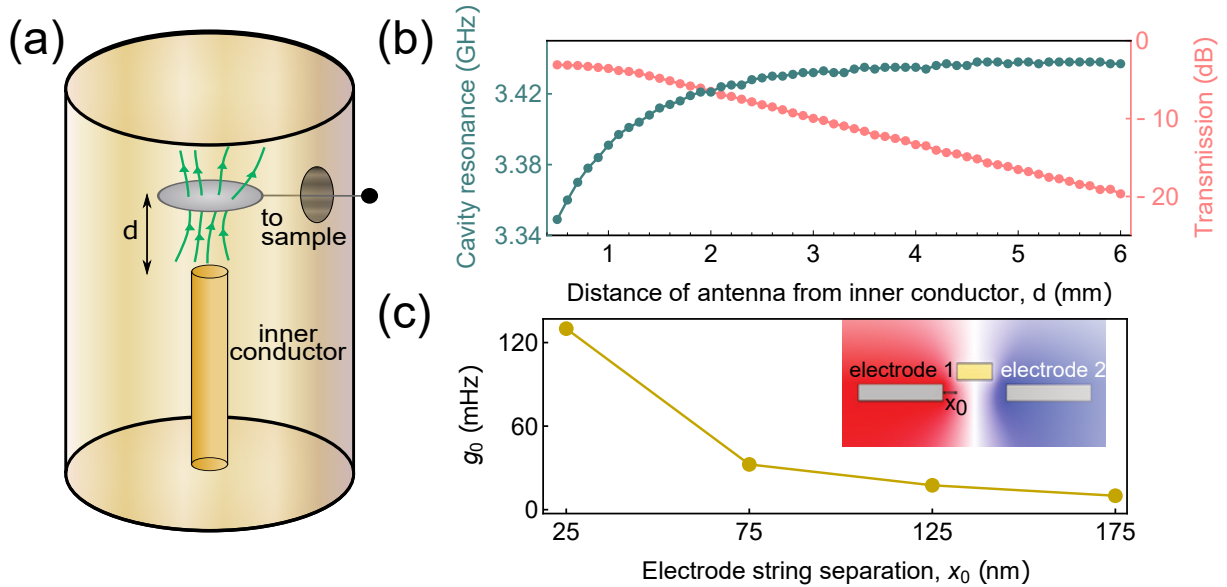 (a)
d
to
sample
inner
conductor
(b)
Cavity resonance (GHz)
3.42
3.38
3.34
0
−10
−20
Transmission (dB)
1 2 3 4 5 6
Distance of antenna from inner conductor, d (mm)
(c)
g₀ (mHz)
120
60
0
electrode 1
electrode 2
x₀
25 75 125 175
Electrode string separation, x₀ (nm)